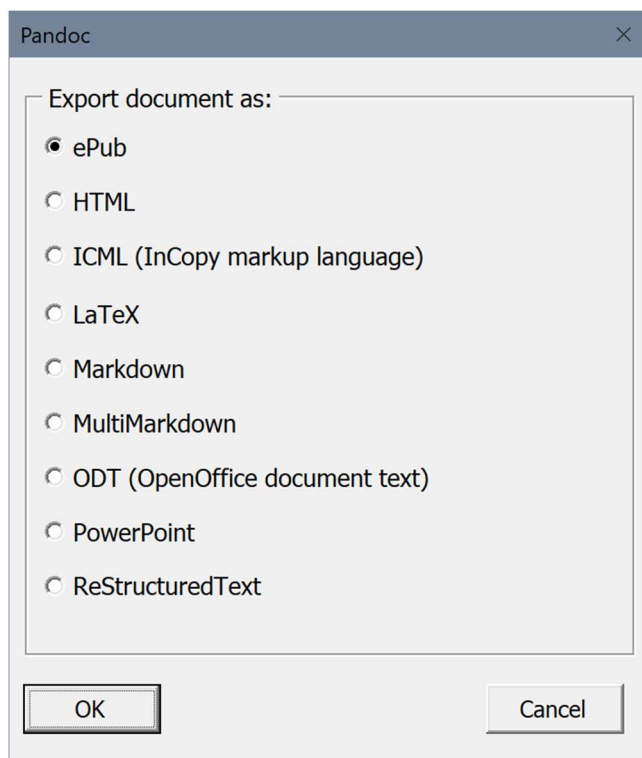 Pandoc
Export document as:
ePub
HTML
ICML (InCopy markup language)
LaTeX
Markdown
MultiMarkdown
ODT (OpenOffice document text)
PowerPoint
ReStructuredText
OK Cancel